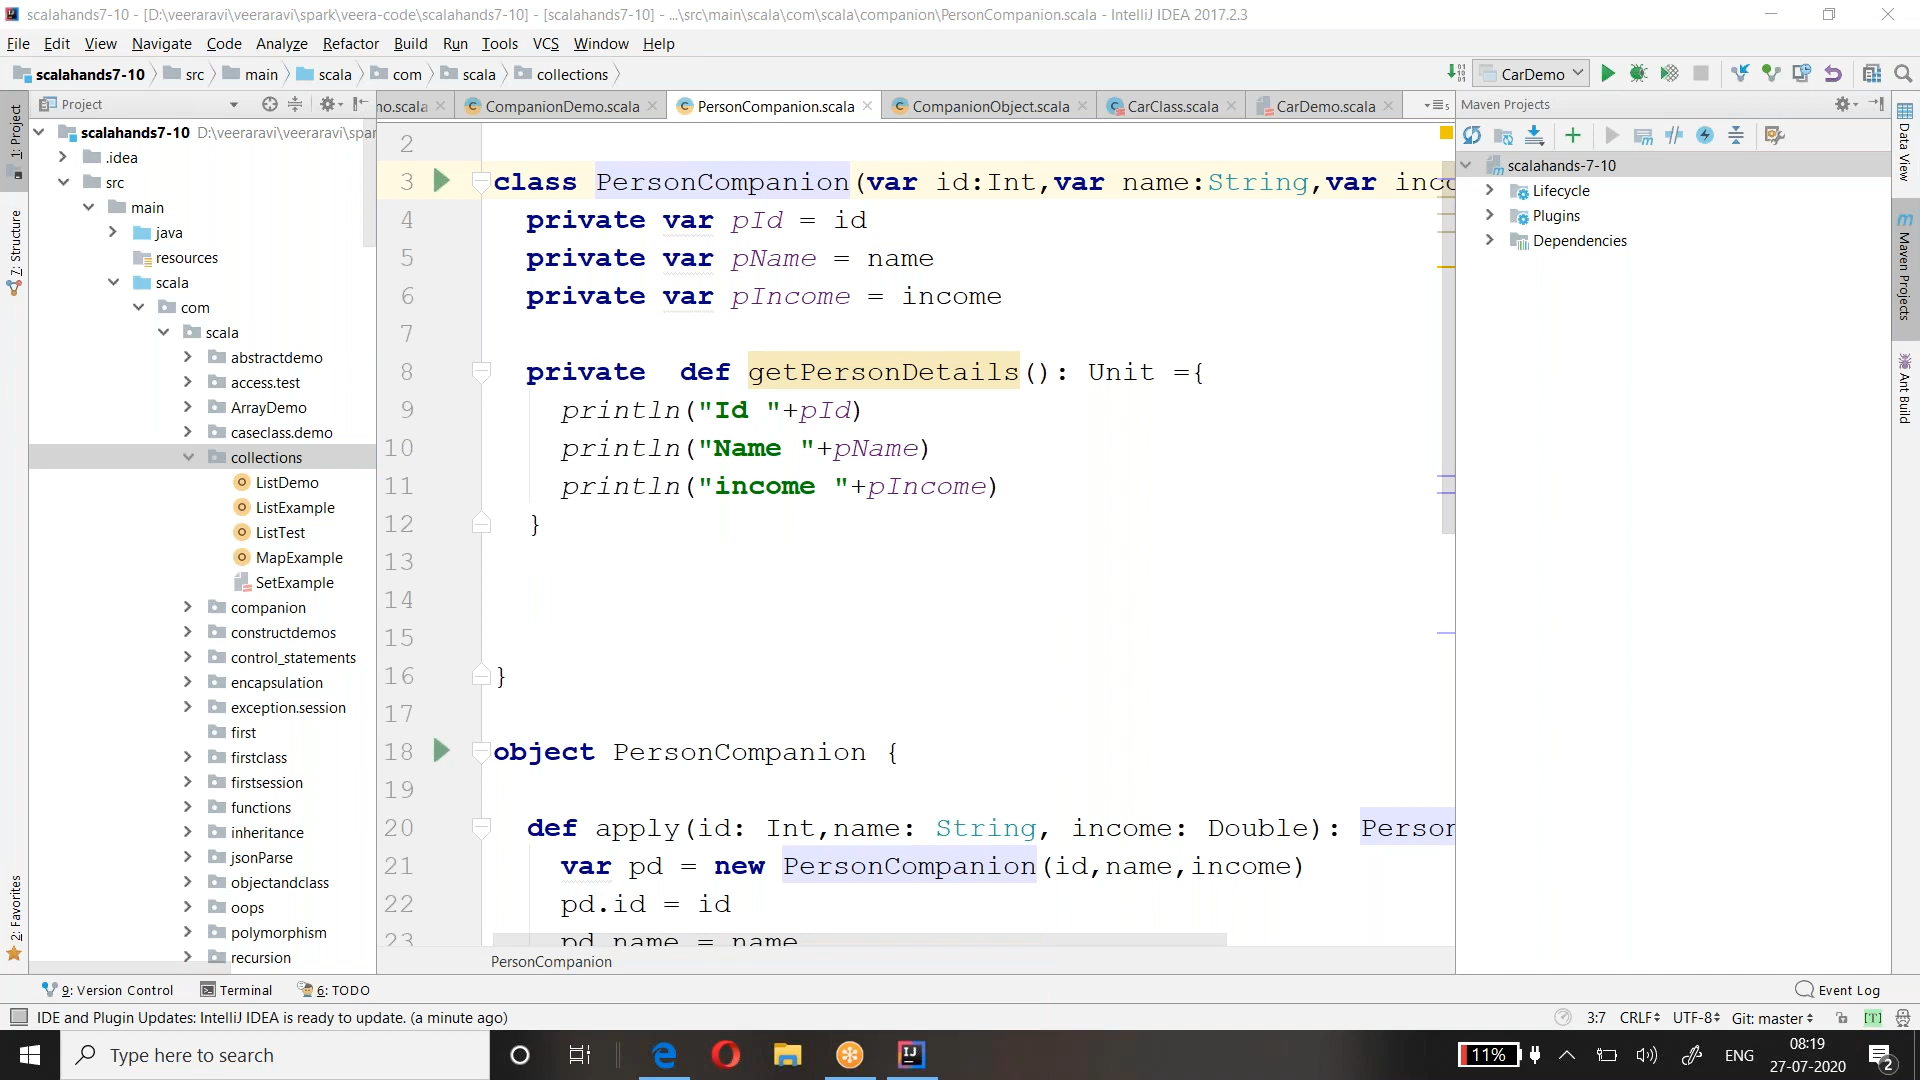 scalahands7-10 - [D:\veeraravi\veeraravi\spark\veera-code\scalahands7-10] - [scalahands7-10] - ...\src\main\scala\com\scala\companion\PersonCompanion.scala - IntelliJ IDEA 2017.2.3
File Edit View Navigate Code Analyze Refactor Build Run Tools VCS Window Help
scalahands7-10 src main scala com scala collections CarDemo
Project no.scala CompanionDemo.scala PersonCompanion.scala CompanionObject.scala CarClass.scala CarDemo.scala Maven Projects
1: Project
7: Structure
2: Favorites
scalahands7-10 D:\veeraravi\veeraravi\spar
.idea
src
main
java
resources
scala
com
scala
abstractdemo
access.test
ArrayDemo
caseclass.demo
collections
ListDemo
ListExample
ListTest
MapExample
SetExample
companion
constructdemos
control_statements
encapsulation
exception.session
first
firstclass
firstsession
functions
inheritance
jsonParse
objectandclass
oops
polymorphism
recursion
2
3 class PersonCompanion(var id:Int,var name:String,var inco
4 private var pId = id
5 private var pName = name
6 private var pIncome = income
7
8 private def getPersonDetails(): Unit ={
9 println("Id "+pId)
10 println("Name "+pName)
11 println("income "+pIncome)
12 }
13
14
15
16 }
17
18 object PersonCompanion {
19
20 def apply(id: Int,name: String, income: Double): Person
21 var pd = new PersonCompanion(id,name,income)
22 pd.id = id
23 pd.name = name
PersonCompanion
scalahands-7-10
Lifecycle
Plugins
Dependencies
Data View
Maven Projects
Ant Build
9: Version Control Terminal 6: TODO Event Log
IDE and Plugin Updates: IntelliJ IDEA is ready to update. (a minute ago) 3:7 CRLF UTF-8 Git: master [T]
Type here to search 11% ENG 08:19
27-07-2020
2